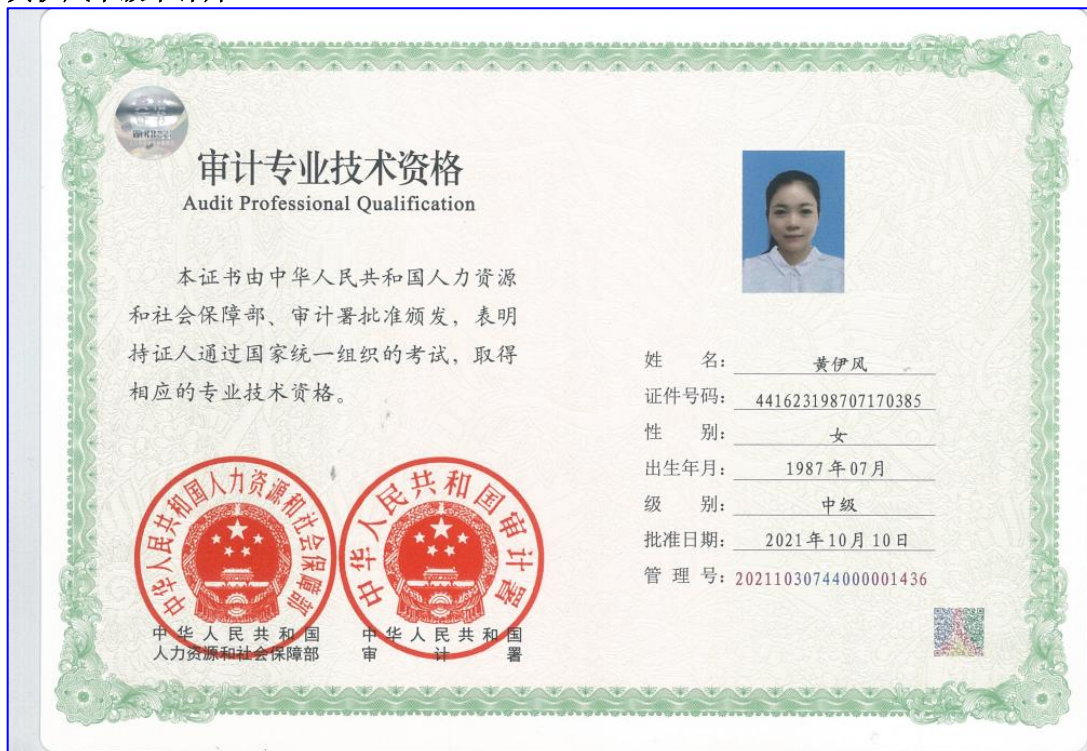 审计专业技术资格
Audit Professional Qualification
本证书由中华人民共和国人力资源
和社会保障部、审计署批准颁发，表明
持证人通过国家统一组织的考试，取得
相应的专业技术资格。
中华人民共和国人力资源和社会保障部
中华人民共和国审计署
中华人民共和国
人力资源和社会保障部
中华人民共和国
审计署
姓 名：黄伊风
证件号码：441623198707170385
性 别：女
出生年月：1987年07月
级 别：中级
批准日期：2021年10月10日
管 理 号：20211030744000001436